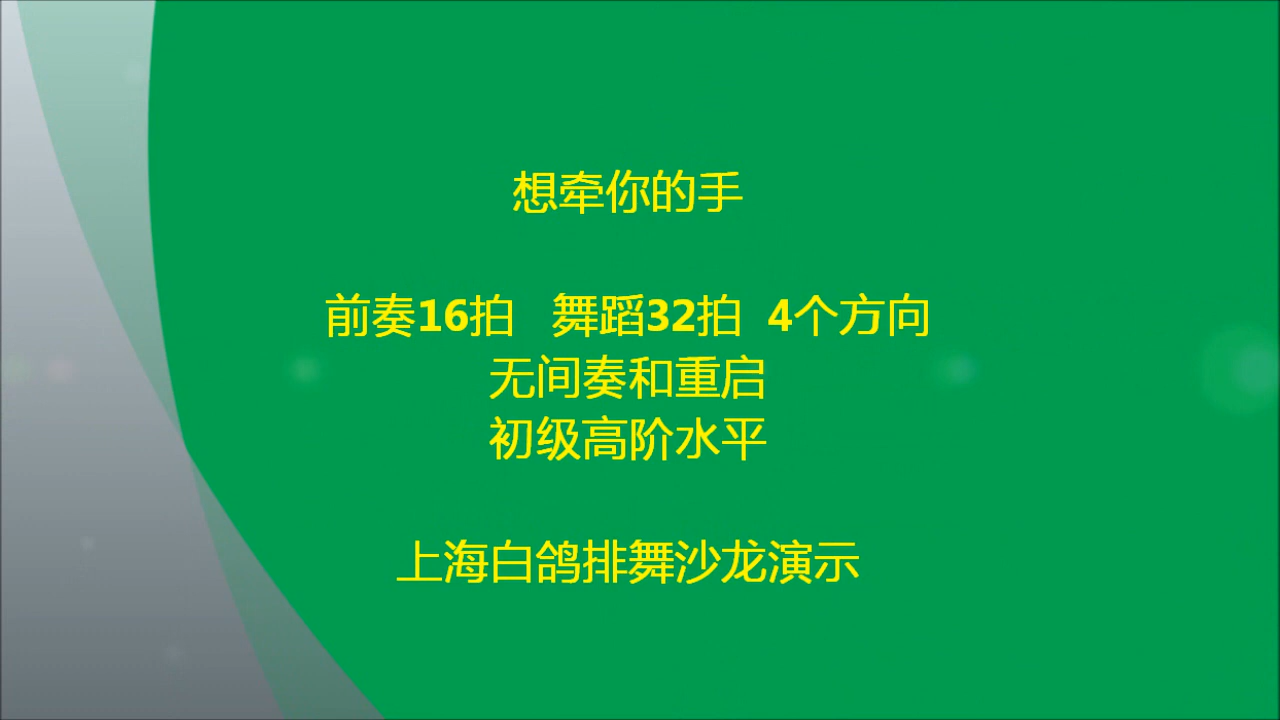 想牵你的手
前奏16拍 舞蹈32拍 4个方向
无间奏和重启
初级高阶水平
上海白鸽排舞沙龙演示